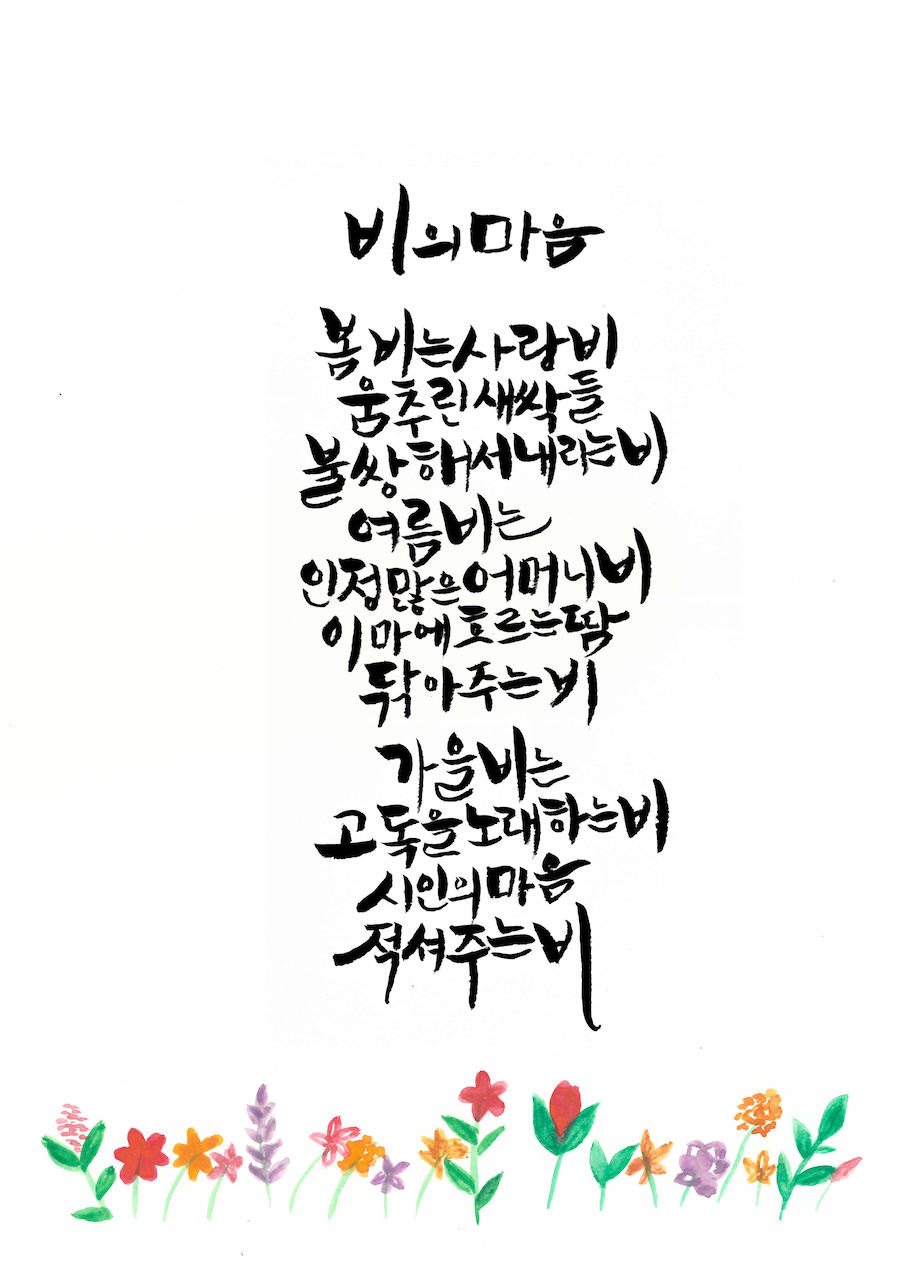 비의 마음
봄비는 사랑비
움추린 새싹들
불쌍해서 내리는 비
여름비는
인정많은 어머니비
이마에 흐르는 땀
닦아주는 비
가을비는
고독을 노래하는 비
시인의 마음
적셔주는 비